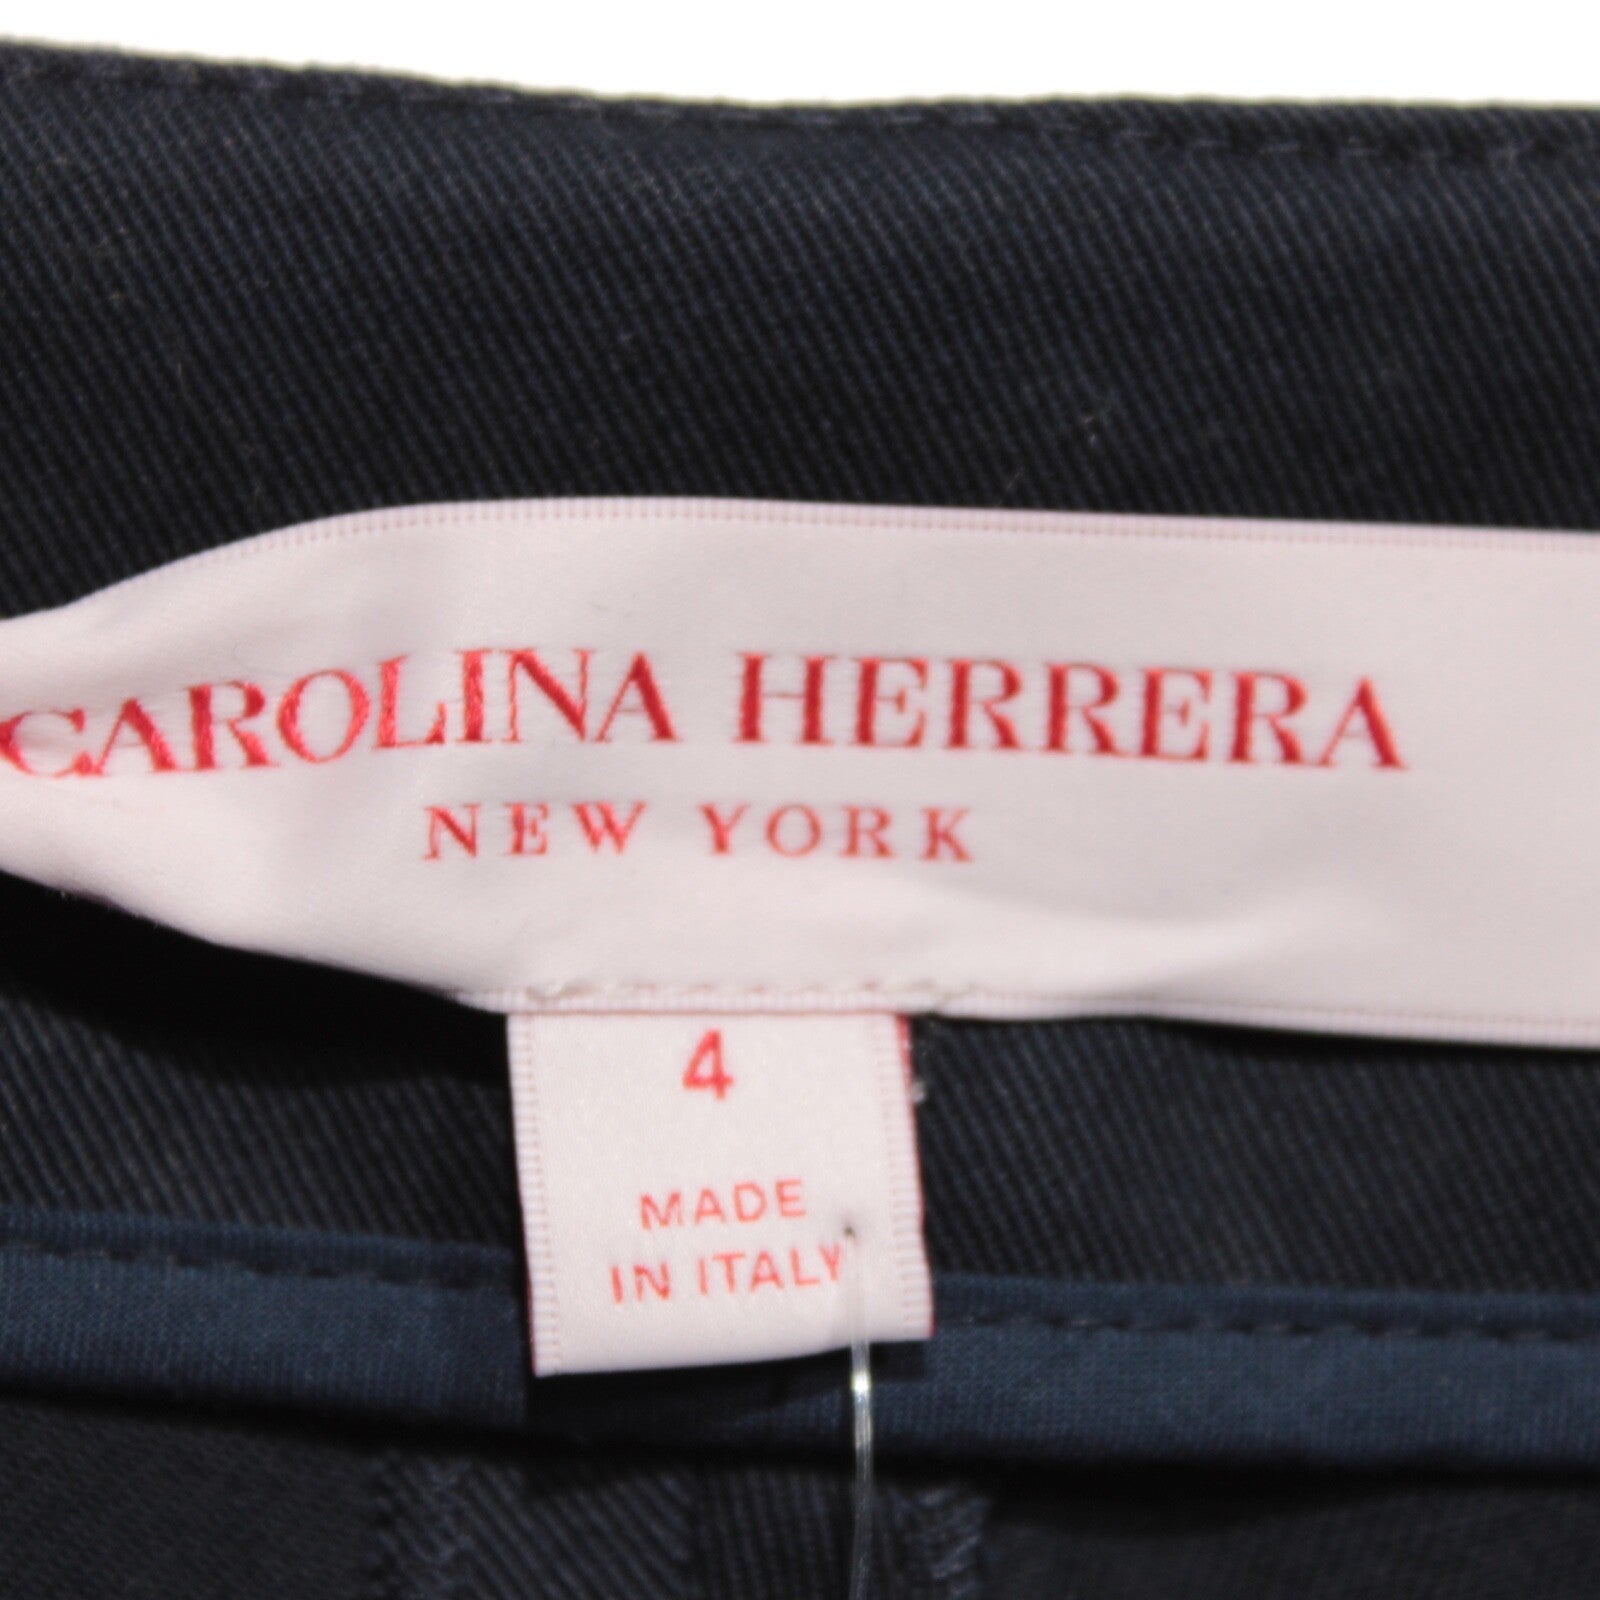 CAROLINA HERRERA
NEW YORK
4
MADE
IN ITALY